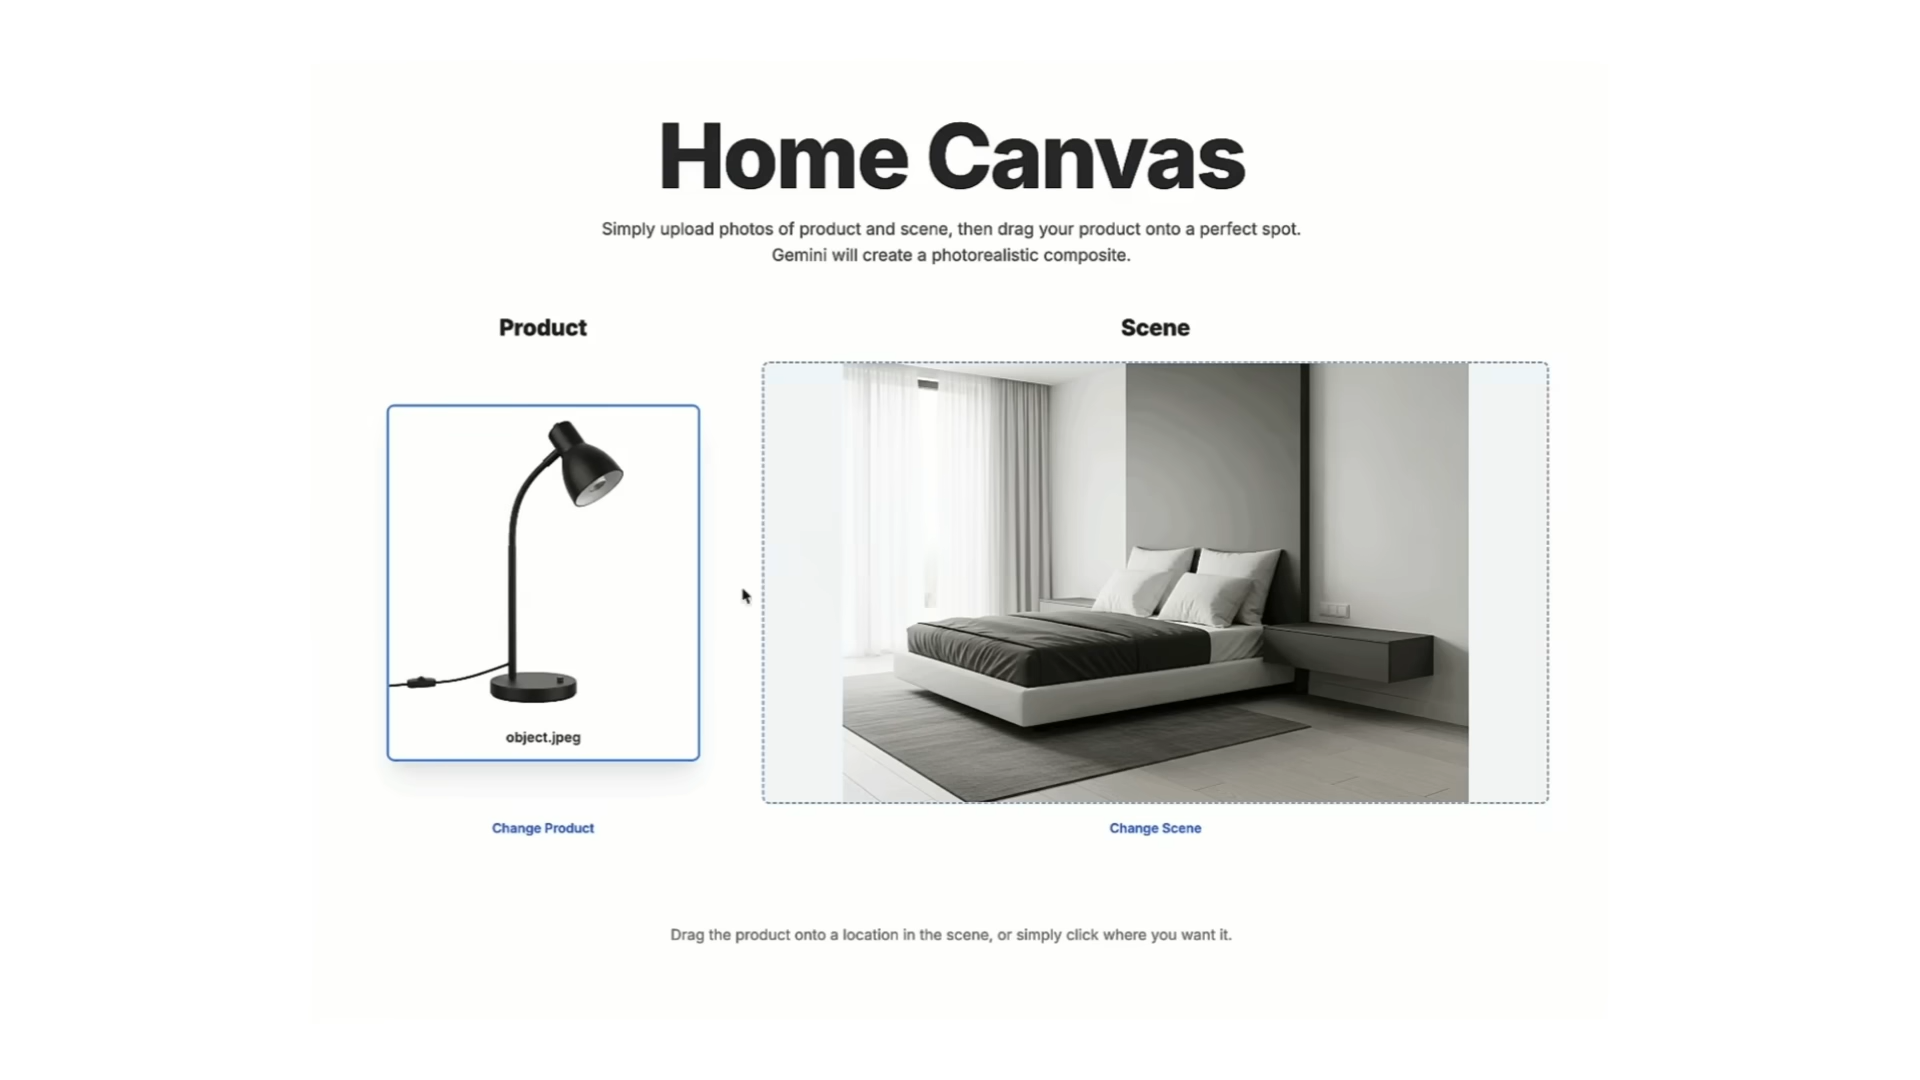 Home Canvas
Simply upload photos of product and scene, then drag your product onto a perfect spot.
Gemini will create a photorealistic composite.
Product
Scene
object.jpeg
Change Product
Change Scene
Drag the product onto a location in the scene, or simply click where you want it.